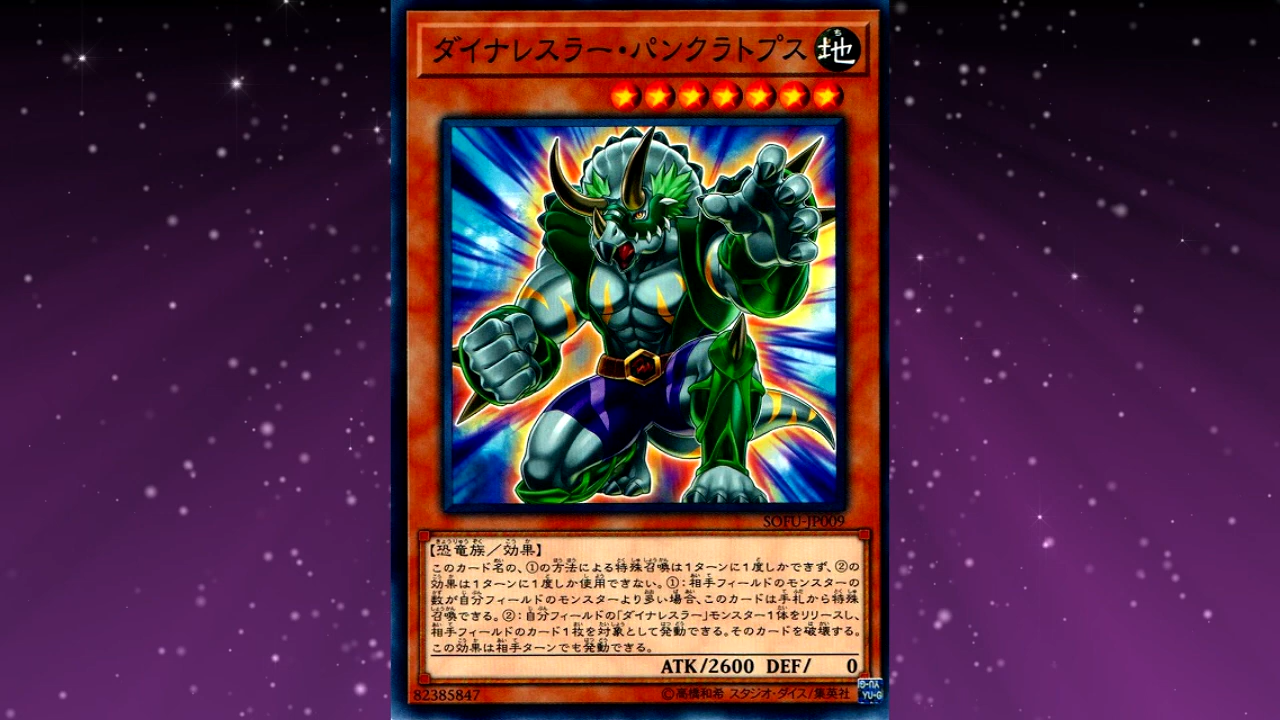 ダイナレスラー・パンクラトプス
地
SOFU-JP009
【恐竜族／効果】
このカード名の、①の方法による特殊召喚は1ターンに1度しかできず、②の
効果は1ターンに1度しか使用できない。①：相手フィールドのモンスターの
数が自分フィールドのモンスターより多い場合、このカードは手札から特殊
召喚できる。②：自分フィールドの「ダイナレスラー」モンスター1体をリリースし、
相手フィールドのカード1枚を対象として発動できる。そのカードを破壊する。
この効果は相手ターンでも発動できる。
ATK/2600 DEF/ 0
82385847
©高橋和希 スタジオ・ダイス/集英社